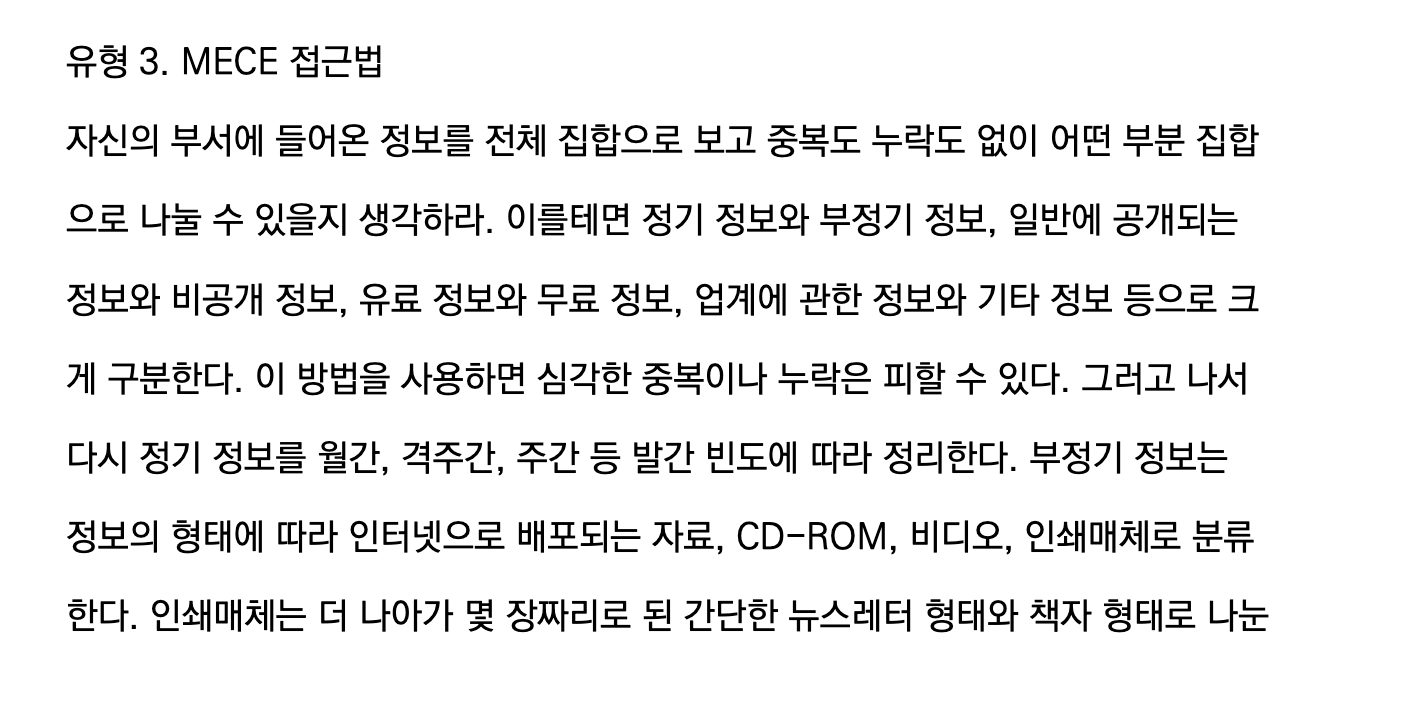 유형 3. MECE 접근법
자신의 부서에 들어온 정보를 전체 집합으로 보고 중복도 누락도 없이 어떤 부분 집합
으로 나눌 수 있을지 생각하라. 이를테면 정기 정보와 부정기 정보, 일반에 공개되는
정보와 비공개 정보, 유료 정보와 무료 정보, 업계에 관한 정보와 기타 정보 등으로 크
게 구분한다. 이 방법을 사용하면 심각한 중복이나 누락은 피할 수 있다. 그러고 나서
다시 정기 정보를 월간, 격주간, 주간 등 발간 빈도에 따라 정리한다. 부정기 정보는
정보의 형태에 따라 인터넷으로 배포되는 자료, CD-ROM, 비디오, 인쇄매체로 분류
한다. 인쇄매체는 더 나아가 몇 장짜리로 된 간단한 뉴스레터 형태와 책자 형태로 나눈